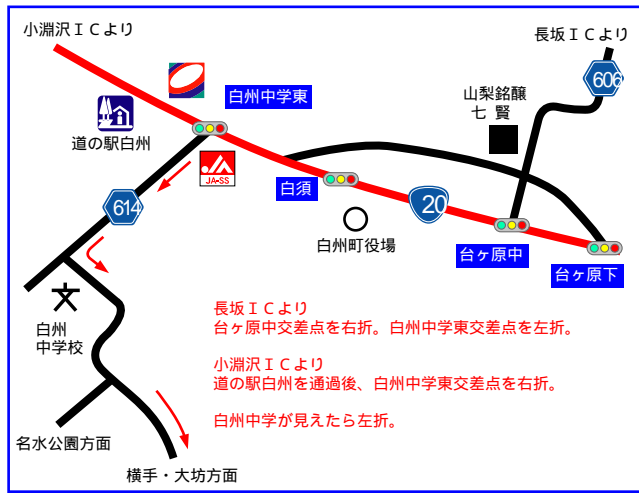 小淵沢ＩＣより
長坂ＩＣより
606
山梨銘醸
七 賢
白州中学東
道の駅白州
JA-SS
白須
614
20
白州町役場
台ヶ原中
台ヶ原下
文
白州
中学校
長坂ＩＣより
台ヶ原中交差点を右折。白州中学東交差点を左折。
小淵沢ＩＣより
道の駅白州を通過後、白州中学東交差点を右折。
白州中学が見えたら左折。
名水公園方面
横手・大坊方面